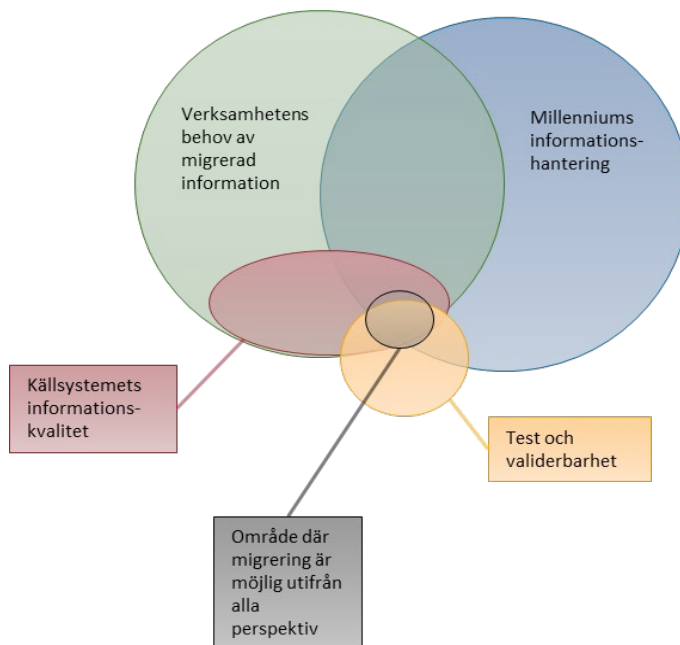 Verksamhetens
behov av
migrerad
information
Millenniums
informations-
hantering
Källsystemets
informations-
kvalitet
Test och
validerbarhet
Område där
migrering är
möjlig utifrån
alla
perspektiv